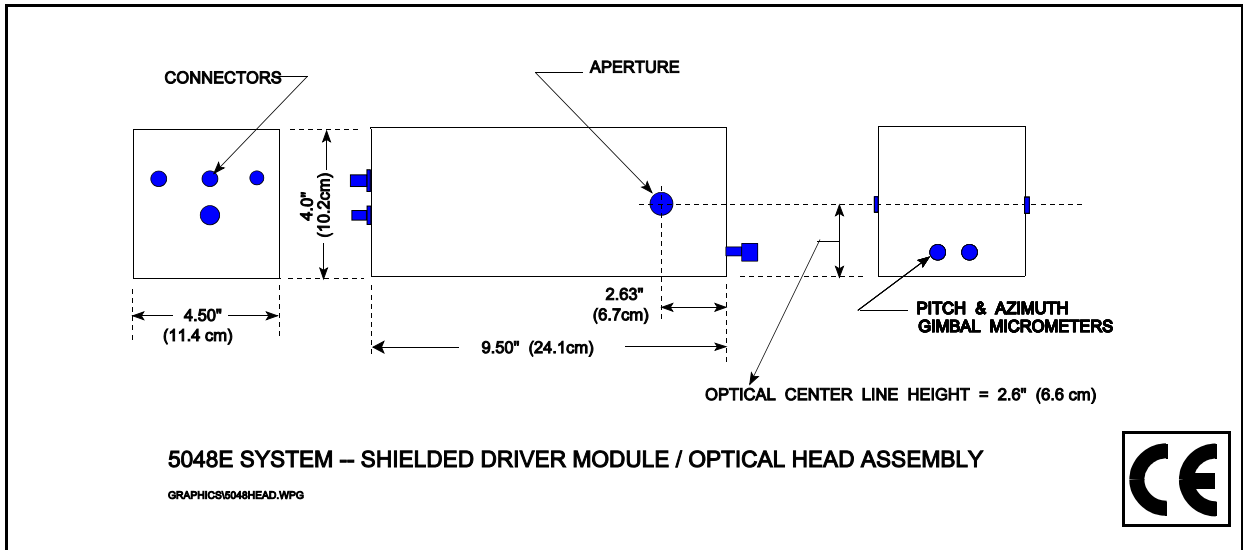 CONNECTORS
APERTURE
4.0"
(10.2cm)
4.50"
(11.4 cm)
2.63"
(6.7cm)
9.50" (24.1cm)
PITCH & AZIMUTH
GIMBAL MICROMETERS
OPTICAL CENTER LINE HEIGHT = 2.6" (6.6 cm)
5048E SYSTEM -- SHIELDED DRIVER MODULE / OPTICAL HEAD ASSEMBLY
GRAPHICS\5048HEAD.WPG
CE